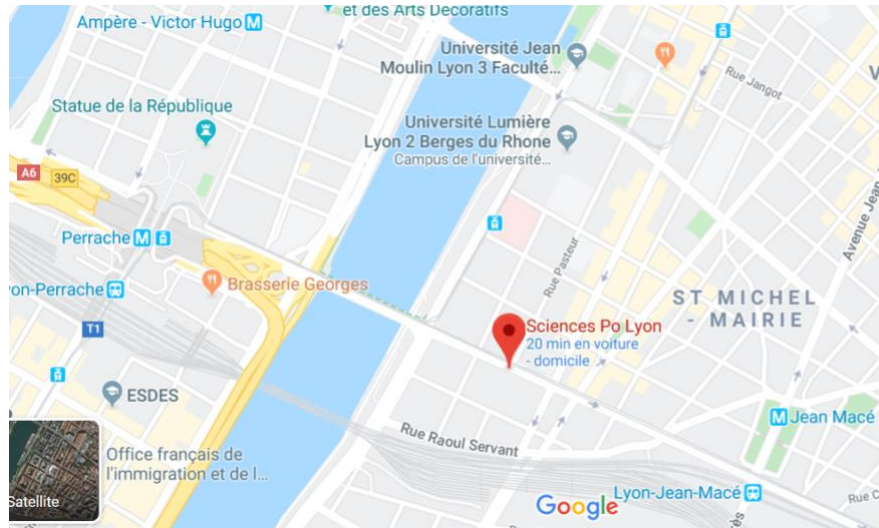 et des Arts Décoratifs
Ampère - Victor Hugo M
Université Jean
Moulin Lyon 3 Faculté...
Rue Jangot
Statue de la République
Université Lumière
Lyon 2 Berges du Rhone
Campus de l'université...
A6
39C
Avenue Jean
Perrache M
Rue Pasteur
Brasserie Georges
on-Perrache
ST MICHEL
- MAIRIE
Sciences Po Lyon
20 min en voiture
- domicile
T1
ESDES
M Jean Macé
Rue Raoul Servant
Office français de
l'immigration et de l...
Satellite
Google
Lyon-Jean-Macé